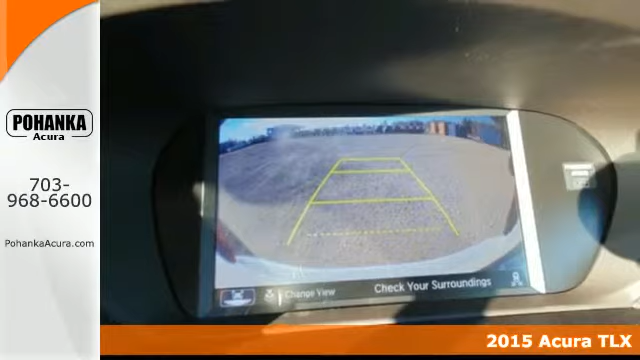 POHANKA
Acura
703-
968-6600
PohankaAcura.com
Change View
Check Your Surroundings
2015 Acura TLX